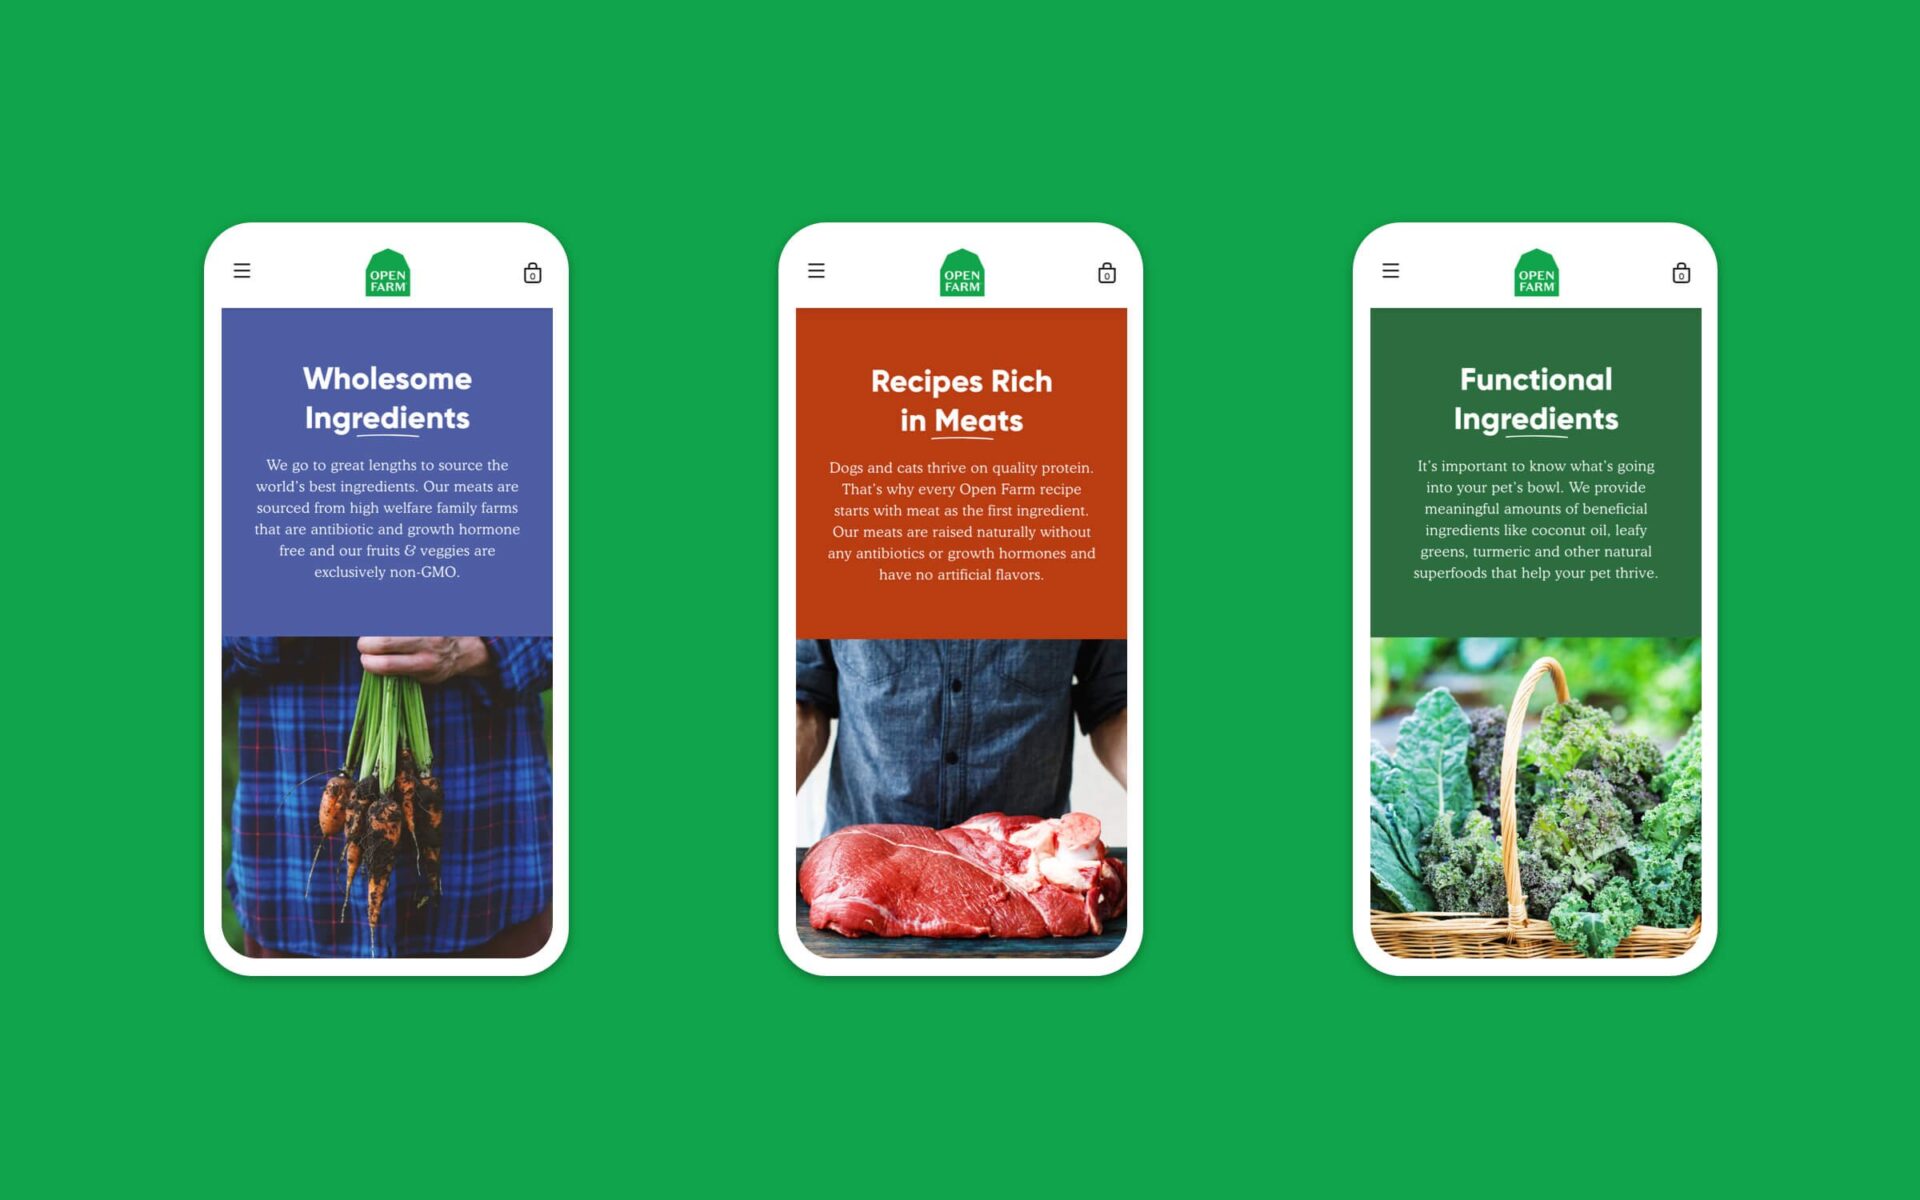 OPEN
FARM
0
Wholesome
Ingredients
We go to great lengths to source the
world's best ingredients. Our meats are
sourced from high welfare family farms
that are antibiotic and growth hormone
free and our fruits & veggies are
exclusively non-GMO.
OPEN
FARM
0
Recipes Rich
in Meats
Dogs and cats thrive on quality protein.
That's why every Open Farm recipe
starts with meat as the first ingredient.
Our meats are raised naturally without
any antibiotics or growth hormones and
have no artificial flavors.
OPEN
FARM
0
Functional
Ingredients
It's important to know what's going
into your pet's bowl. We provide
meaningful amounts of beneficial
ingredients like coconut oil, leafy
greens, turmeric and other natural
superfoods that help your pet thrive.